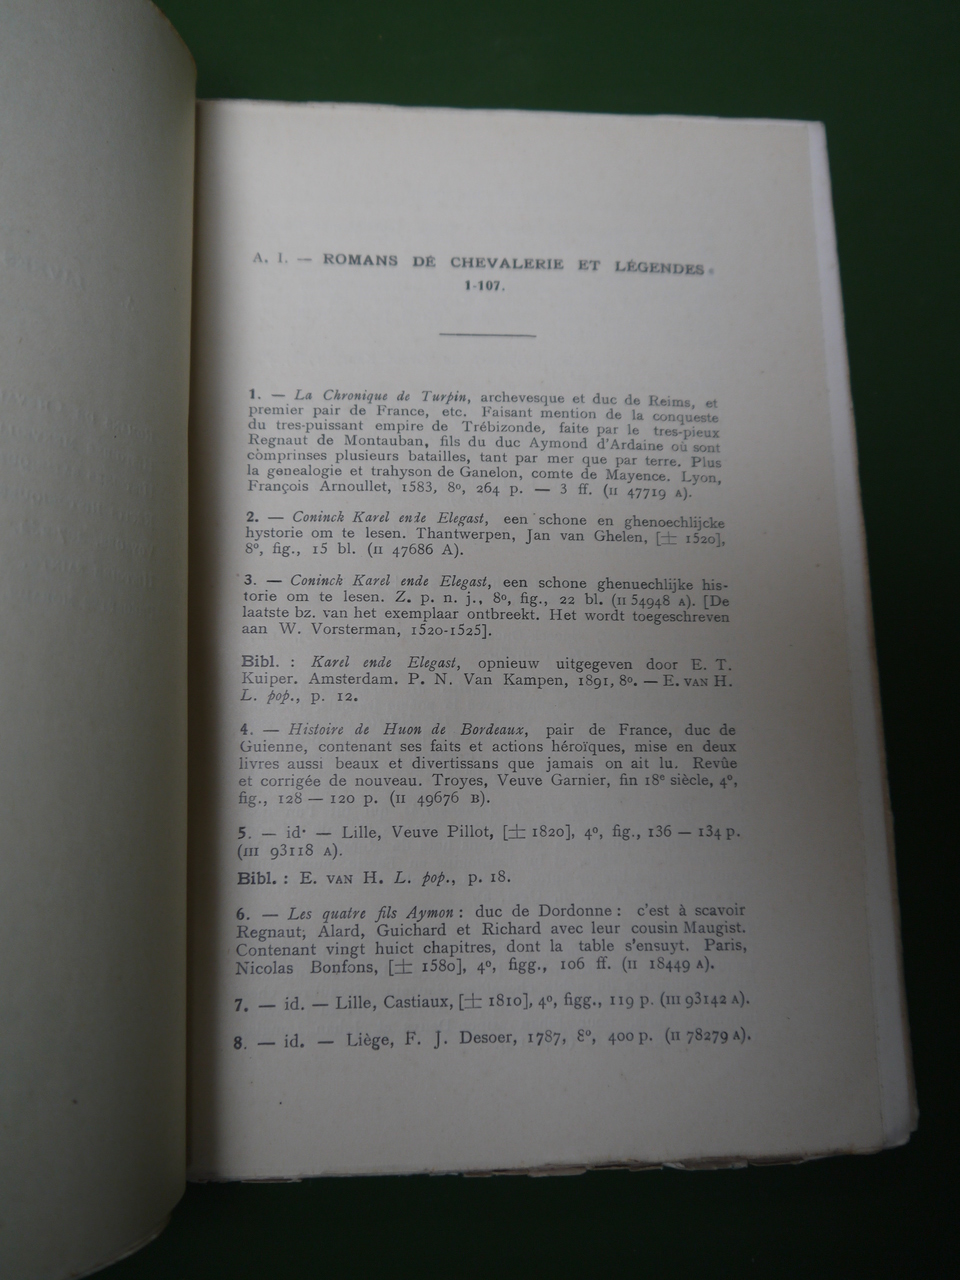 A. I. — ROMANS DE CHEVALERIE ET LÉGENDES
1-107.
1. — La Chronique de Turpin, archevesque et duc de Reims, et
premier pair de France, etc. Faisant mention de la conqueste
du tres-puissant empire de Trébizonde, faite par le tres-pieux
Regnaut de Montauban, fils du duc Aymond d'Ardaine où sont
comprinses plusieurs batailles, tant par mer que par terre. Plus
la genealogie et trahyson de Ganelon, comte de Mayence. Lyon,
François Arnoullet, 1583, 8º, 264 p. — 3 ff. (II 47719 A).
2. — Coninck Karel ende Elegast, een schone en ghenoechlijcke
hystorie om te lesen. Thantwerpen, Jan van Ghelen, [± 1520],
8º, fig., 15 bl. (II 47686 A).
3. — Coninck Karel ende Elegast, een schone ghenuechlijke his-
torie om te lesen. Z. p. n. j., 8º, fig., 22 bl. (II 54948 A). [De
laatste bz. van het exemplaar ontbreekt. Het wordt toegeschreven
aan W. Vorsterman, 1520-1525].
Bibl. : Karel ende Elegast, opnieuw uitgegeven door E. T.
Kuiper. Amsterdam. P. N. Van Kampen, 1891, 8º. — E. VAN H.
L. pop., p. 12.
4. — Histoire de Huon de Bordeaux, pair de France, duc de
Guienne, contenant ses faits et actions héroïques, mise en deux
livres aussi beaux et divertissans que jamais on ait lu. Revûe
et corrigée de nouveau. Troyes, Veuve Garnier, fin 18e siècle, 4º,
fig., 128 — 120 p. (II 49676 B).
5. — id· — Lille, Veuve Pillot, [± 1820], 4º, fig., 136 — 134 p.
(III 93118 A).
Bibl. : E. VAN H. L. pop., p. 18.
6. — Les quatre fils Aymon : duc de Dordonne : c'est à scavoir
Regnaut; Alard, Guichard et Richard avec leur cousin Maugist.
Contenant vingt huict chapitres, dont la table s'ensuyt. Paris,
Nicolas Bonfons, [± 1580], 4º, figg., 106 ff. (II 18449 A).
7. — id. — Lille, Castiaux, [± 1810], 4º, figg., 119 p. (III 93142 A).
8. — id. — Liège, F. J. Desoer, 1787, 8º, 400 p. (II 78279 A).